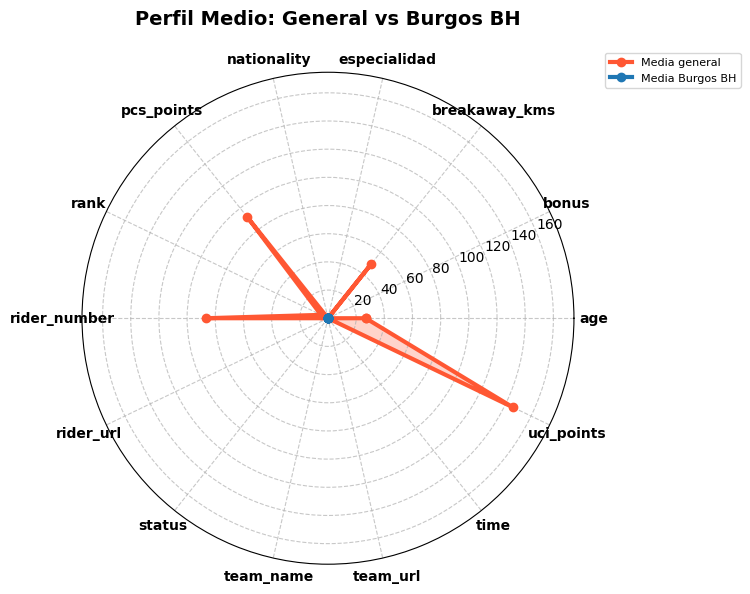 Perfil Medio: General vs Burgos BH
nationality
especialidad
Media general
Media Burgos BH
pcs_points
breakaway_kms
rank
bonus
160
140
120
100
80
60
40
20
rider_number
age
rider_url
uci_points
status
time
team_name
team_url